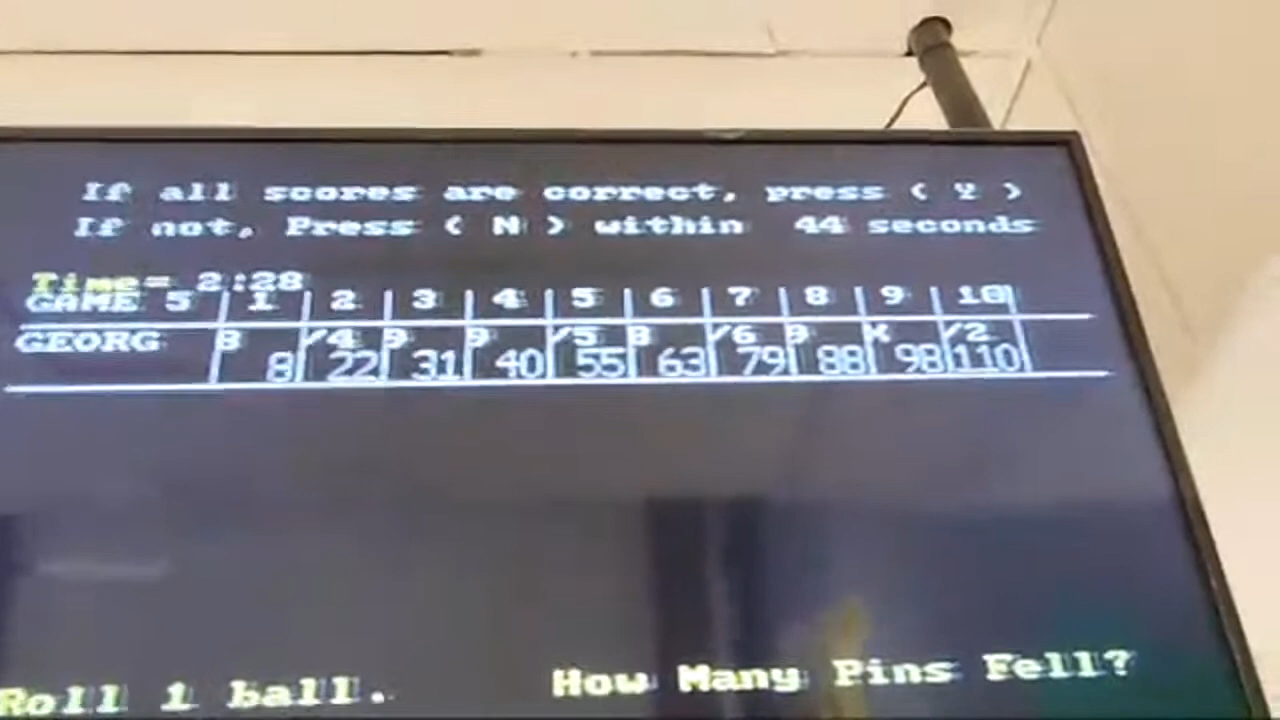 If all scores are correct, press ( Y )
If not, Press ( N ) within 44 seconds
Time= 2:28
GAME 5 1 2 3 4 5 6 7 8 9 10
GEORG 8 /4 9 9 /5 8 /6 9 X /2
8 22 31 40 55 63 79 88 98 110
Roll 1 ball. How Many Pins Fell?